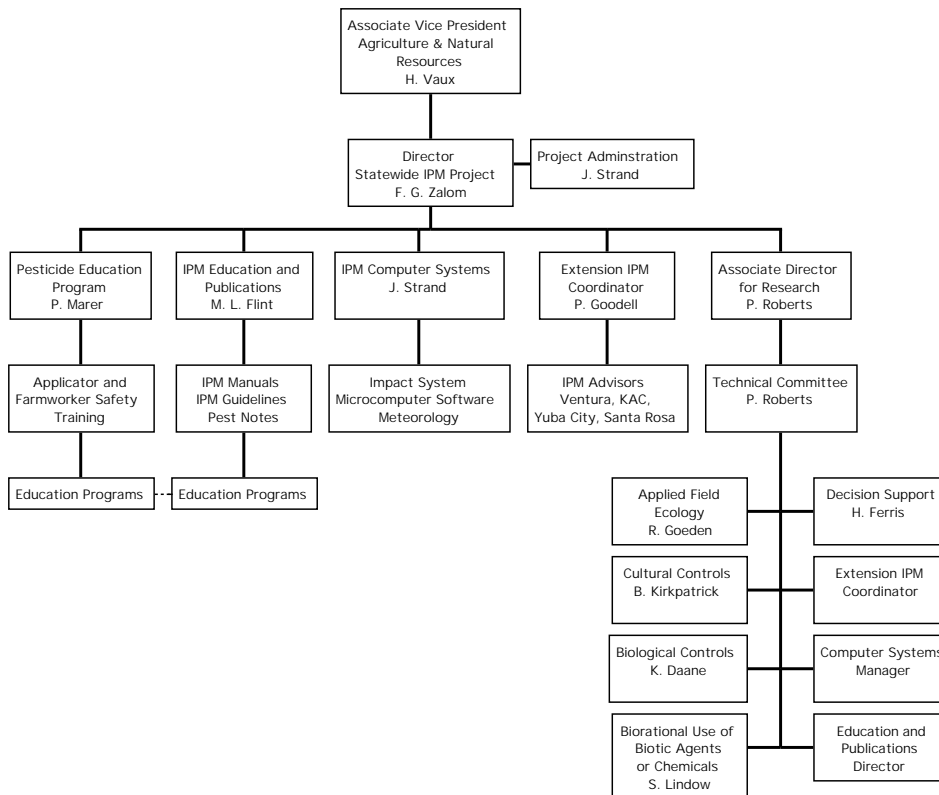 Associate Vice President
Agriculture & Natural
Resources
H. Vaux
Director
Statewide IPM Project
F. G. Zalom
Project Adminstration
J. Strand
Pesticide Education
Program
P. Marer
IPM Education and
Publications
M. L. Flint
IPM Computer Systems
J. Strand
Extension IPM
Coordinator
P. Goodell
Associate Director
for Research
P. Roberts
Applicator and
Farmworker Safety
Training
IPM Manuals
IPM Guidelines
Pest Notes
Impact System
Microcomputer Software
Meteorology
IPM Advisors
Ventura, KAC,
Yuba City, Santa Rosa
Technical Committee
P. Roberts
Education Programs
Education Programs
Applied Field
Ecology
R. Goeden
Decision Support
H. Ferris
Cultural Controls
B. Kirkpatrick
Extension IPM
Coordinator
Biological Controls
K. Daane
Computer Systems
Manager
Biorational Use of
Biotic Agents
or Chemicals
S. Lindow
Education and
Publications
Director